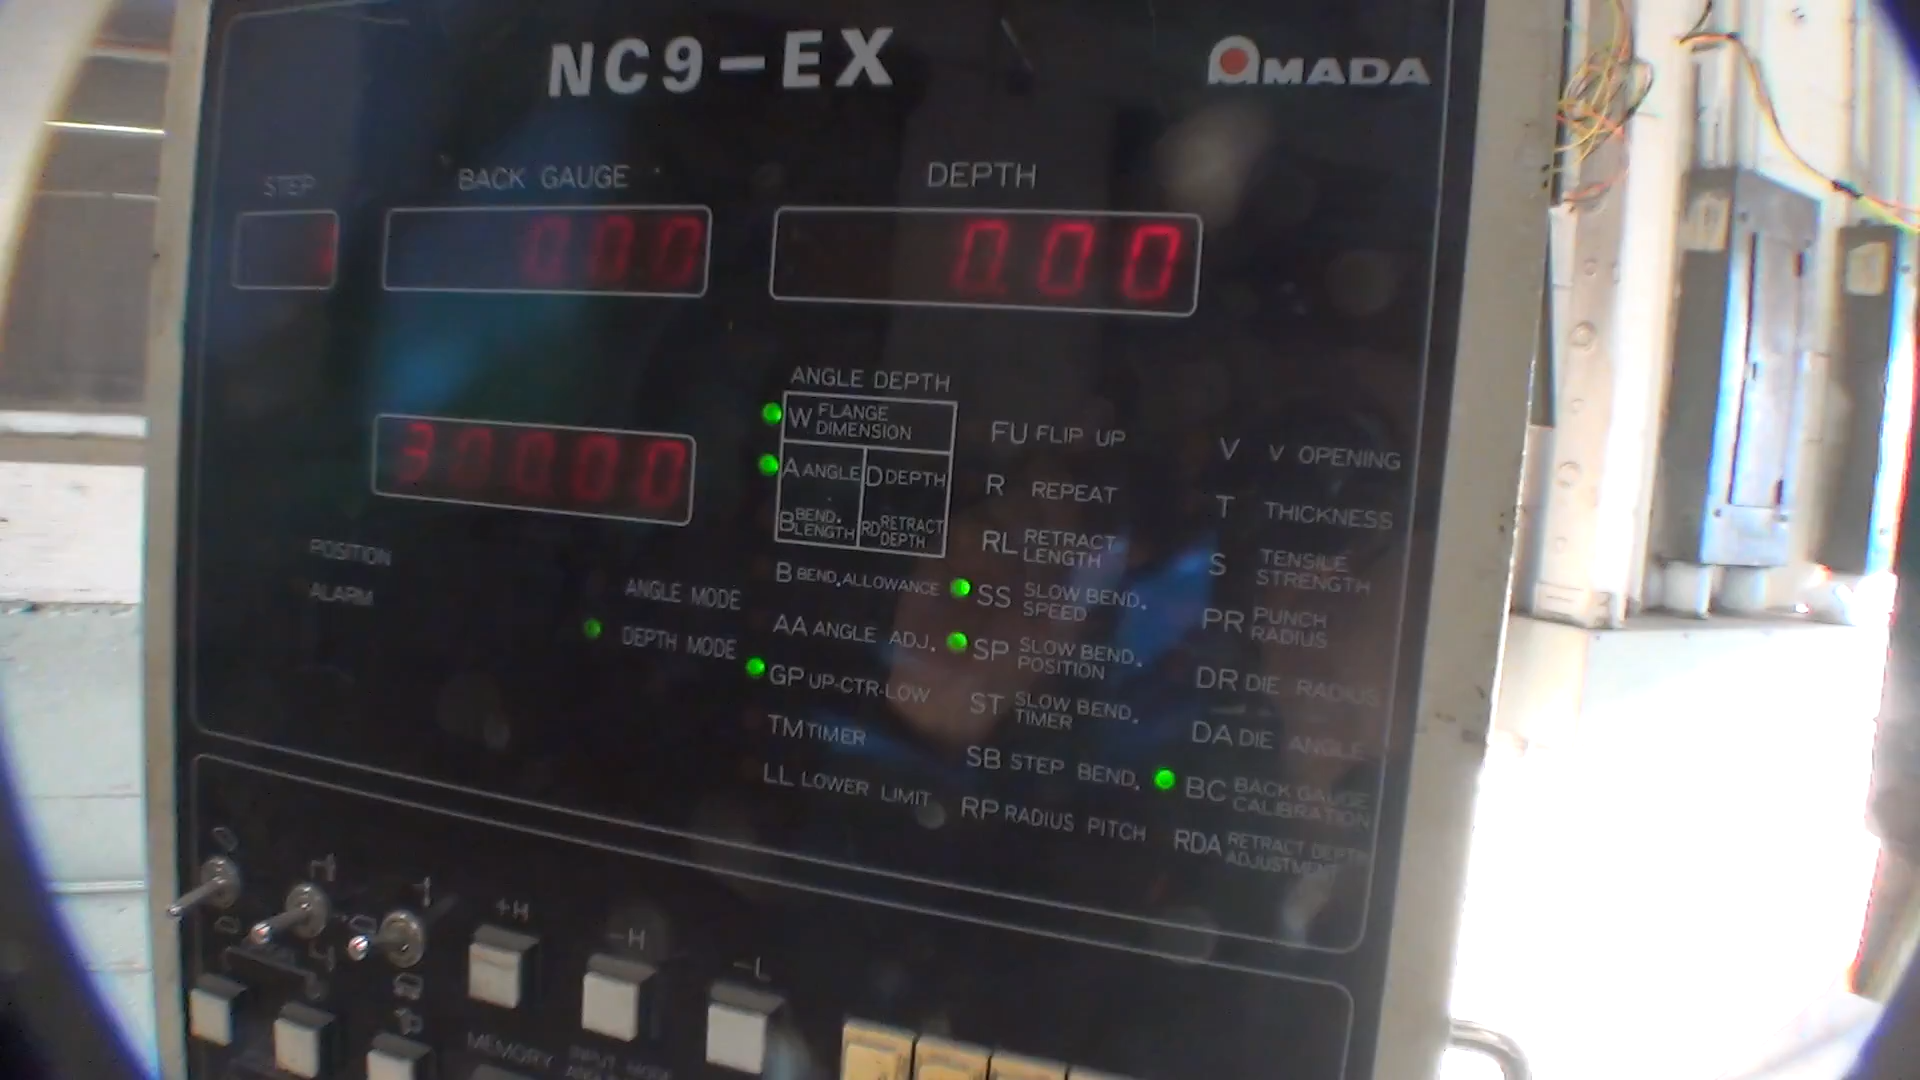 NC9-EX
AMADA
STEP
BACK GAUGE
DEPTH
1
0.00
0.00
300.00
ANGLE DEPTH
W FLANGE
DIMENSION
A ANGLE
D DEPTH
B BEND.
LENGTH
RD RETRACT
DEPTH
B BEND. ALLOWANCE
AA ANGLE ADJ.
GP UP-CTR-LOW
TM TIMER
LL LOWER LIMIT
FU FLIP UP
R REPEAT
RL RETRACT
LENGTH
SS SLOW BEND.
SPEED
SP SLOW BEND.
POSITION
ST SLOW BEND.
TIMER
SB STEP BEND.
RP RADIUS PITCH
V V OPENING
T THICKNESS
S TENSILE
STRENGTH
PR PUNCH
RADIUS
DR DIE RADIUS
DA DIE ANGLE
BC BACK GAUGE
CALIBRATION
RDA RETRACT DEPTH
ADJUSTMENT
POSITION
ALARM
ANGLE MODE
DEPTH MODE
+H
-H
-L
MEMORY